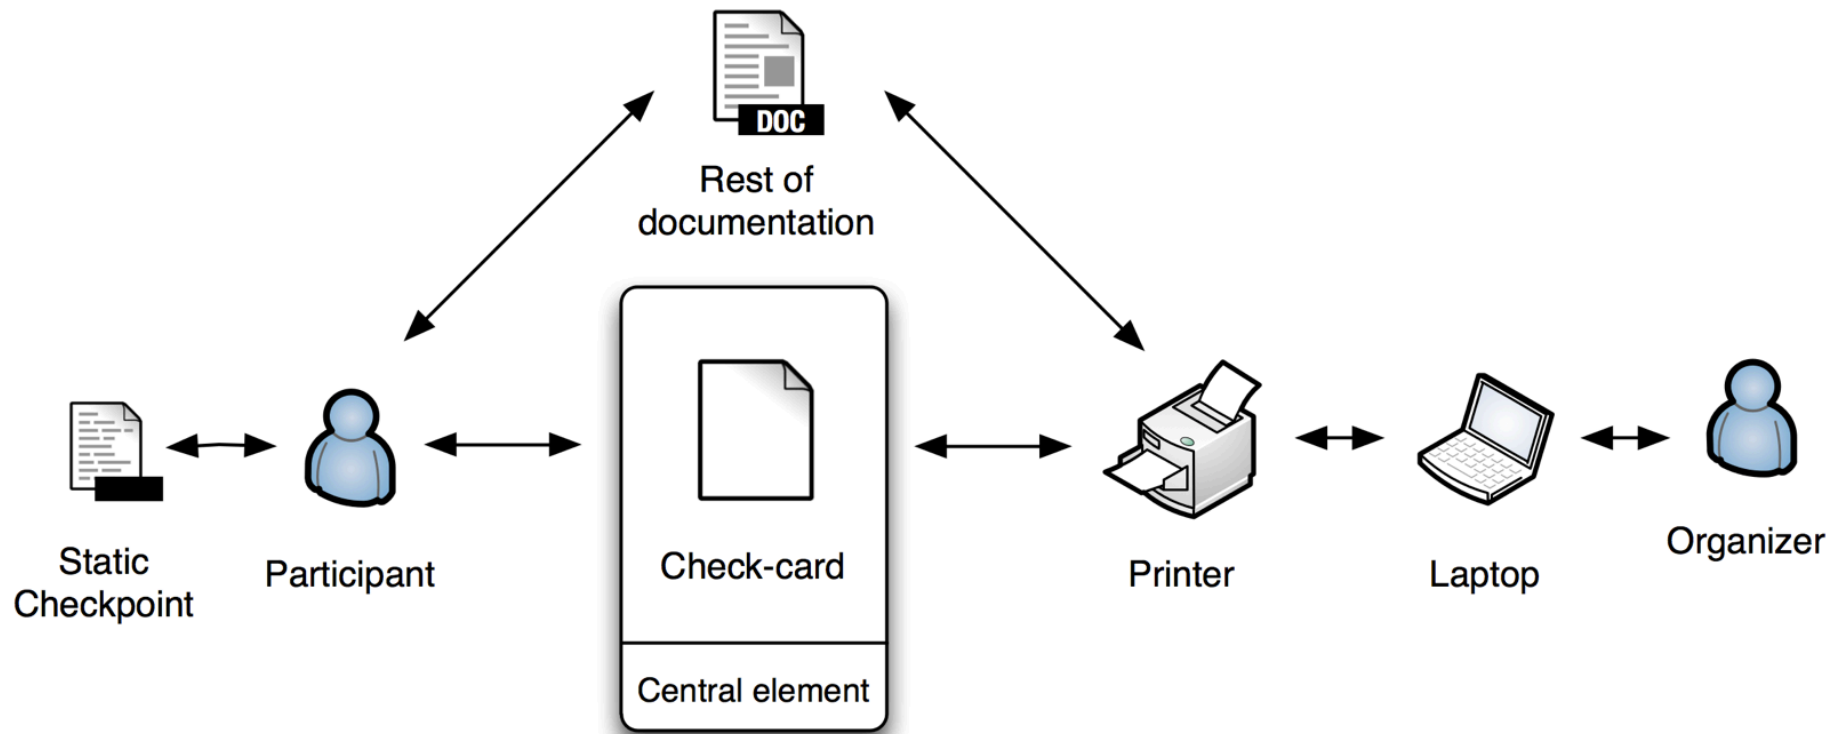 DOC
Rest of
documentation
Static
Checkpoint
Participant
Check-card
Central element
Printer
Laptop
Organizer